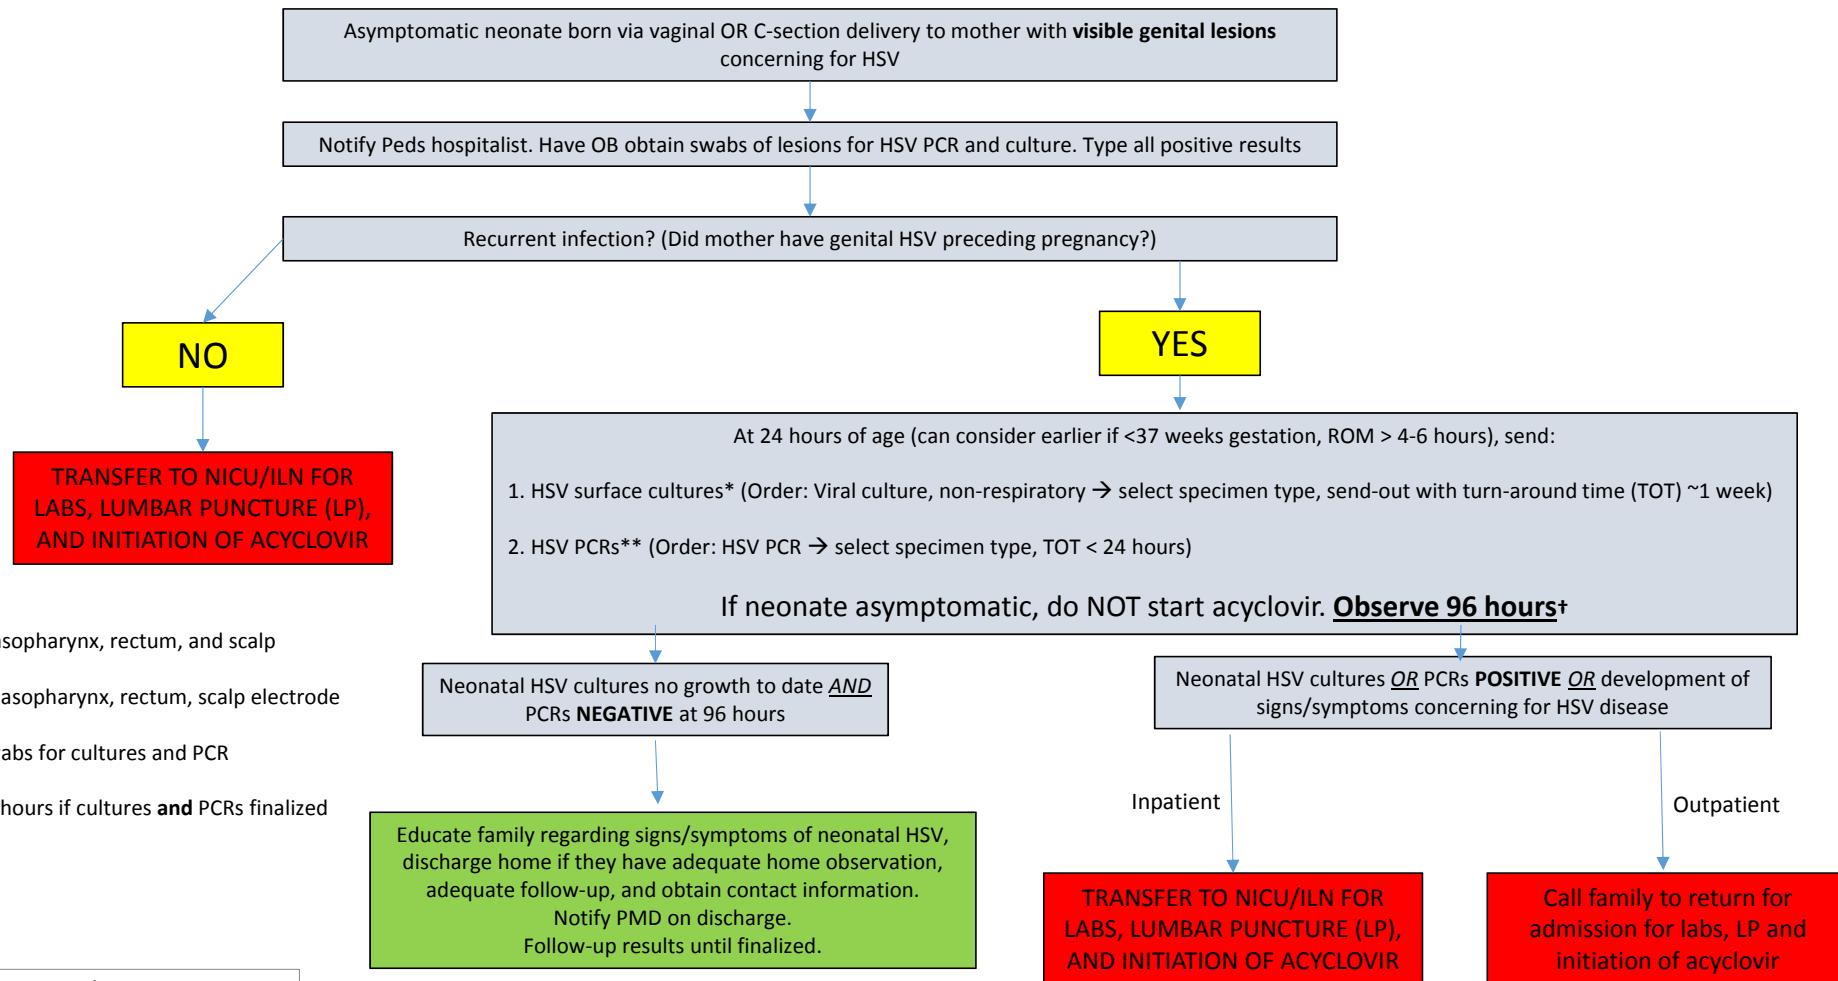 Asymptomatic neonate born via vaginal OR C-section delivery to mother with visible genital lesions
concerning for HSV
Notify Peds hospitalist. Have OB obtain swabs of lesions for HSV PCR and culture. Type all positive results
Recurrent infection? (Did mother have genital HSV preceding pregnancy?)
NO
YES
TRANSFER TO NICU/ILN FOR
LABS, LUMBAR PUNCTURE (LP),
AND INITIATION OF ACYCLOVIR
At 24 hours of age (can consider earlier if <37 weeks gestation, ROM > 4-6 hours), send:
1. HSV surface cultures* (Order: Viral culture, non-respiratory → select specimen type, send-out with turn-around time (TOT) ~1 week)
2. HSV PCRs** (Order: HSV PCR → select specimen type, TOT < 24 hours)
If neonate asymptomatic, do NOT start acyclovir. Observe 96 hours†
asopharynx, rectum, and scalp
asopharynx, rectum, scalp electrode
abs for cultures and PCR
hours if cultures and PCRs finalized
Neonatal HSV cultures no growth to date AND
PCRs NEGATIVE at 96 hours
Neonatal HSV cultures OR PCRs POSITIVE OR development of
signs/symptoms concerning for HSV disease
Inpatient
Outpatient
Educate family regarding signs/symptoms of neonatal HSV,
discharge home if they have adequate home observation,
adequate follow-up, and obtain contact information.
Notify PMD on discharge.
Follow-up results until finalized.
TRANSFER TO NICU/ILN FOR
LABS, LUMBAR PUNCTURE (LP),
AND INITIATION OF ACYCLOVIR
Call family to return for
admission for labs, LP and
initiation of acyclovir